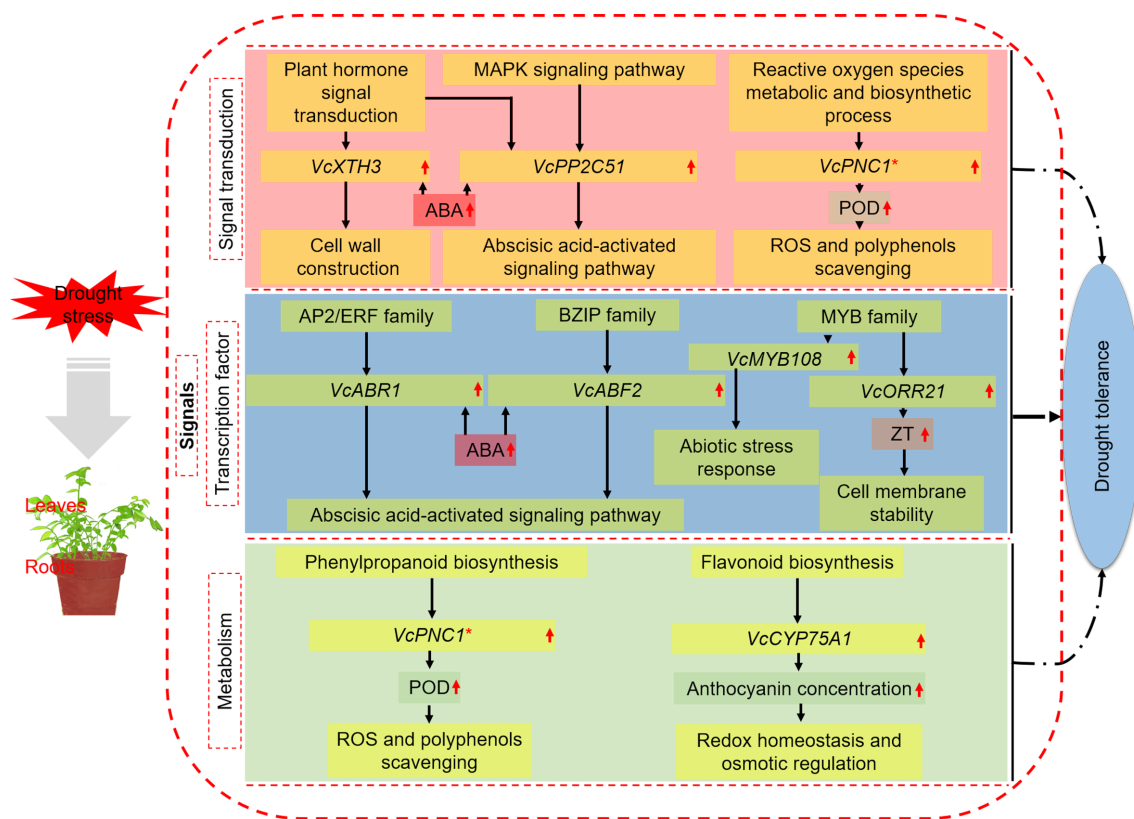 Drought
stress
Leaves
Roots
Signals
Signal transduction
Plant hormone
signal
transduction
MAPK signaling pathway
Reactive oxygen species
metabolic and biosynthetic
process
VcXTH3
VcPP2C51
VcPNC1*
ABA
POD
Cell wall
construction
Abscisic acid-activated
signaling pathway
ROS and polyphenols
scavenging
Transcription factor
AP2/ERF family
BZIP family
MYB family
VcMYB108
VcABR1
VcABF2
VcORR21
ABA
ZT
Abiotic stress
response
Cell membrane
stability
Abscisic acid-activated signaling pathway
Metabolism
Phenylpropanoid biosynthesis
Flavonoid biosynthesis
VcPNC1*
VcCYP75A1
POD
Anthocyanin concentration
ROS and polyphenols
scavenging
Redox homeostasis and
osmotic regulation
Drought tolerance